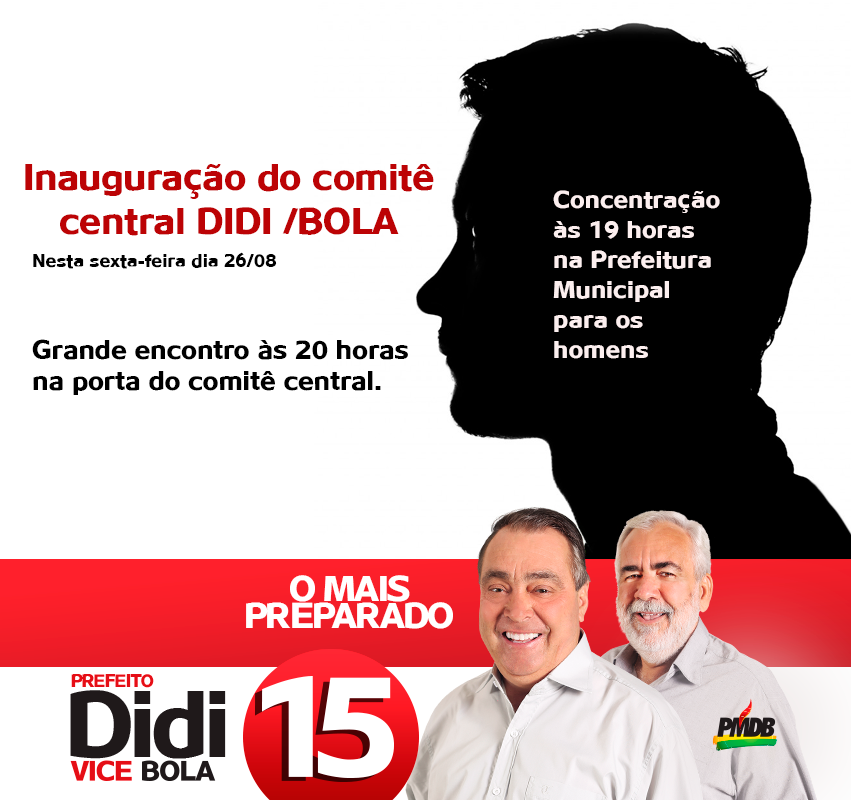 Inauguração do comitê
central DIDI /BOLA
Nesta sexta-feira dia 26/08
Grande encontro às 20 horas
na porta do comitê central.
Concentração
às 19 horas
na Prefeitura
Municipal
para os
homens
O MAIS
PREPARADO
PREFEITO
Didi
VICE BOLA
15
PMDB